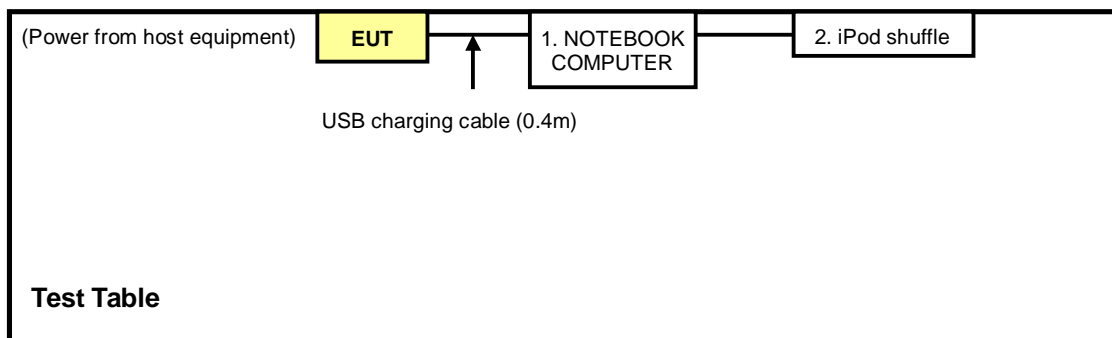 (Power from host equipment)
EUT
1. NOTEBOOK
COMPUTER
2. iPod shuffle
USB charging cable (0.4m)
Test Table